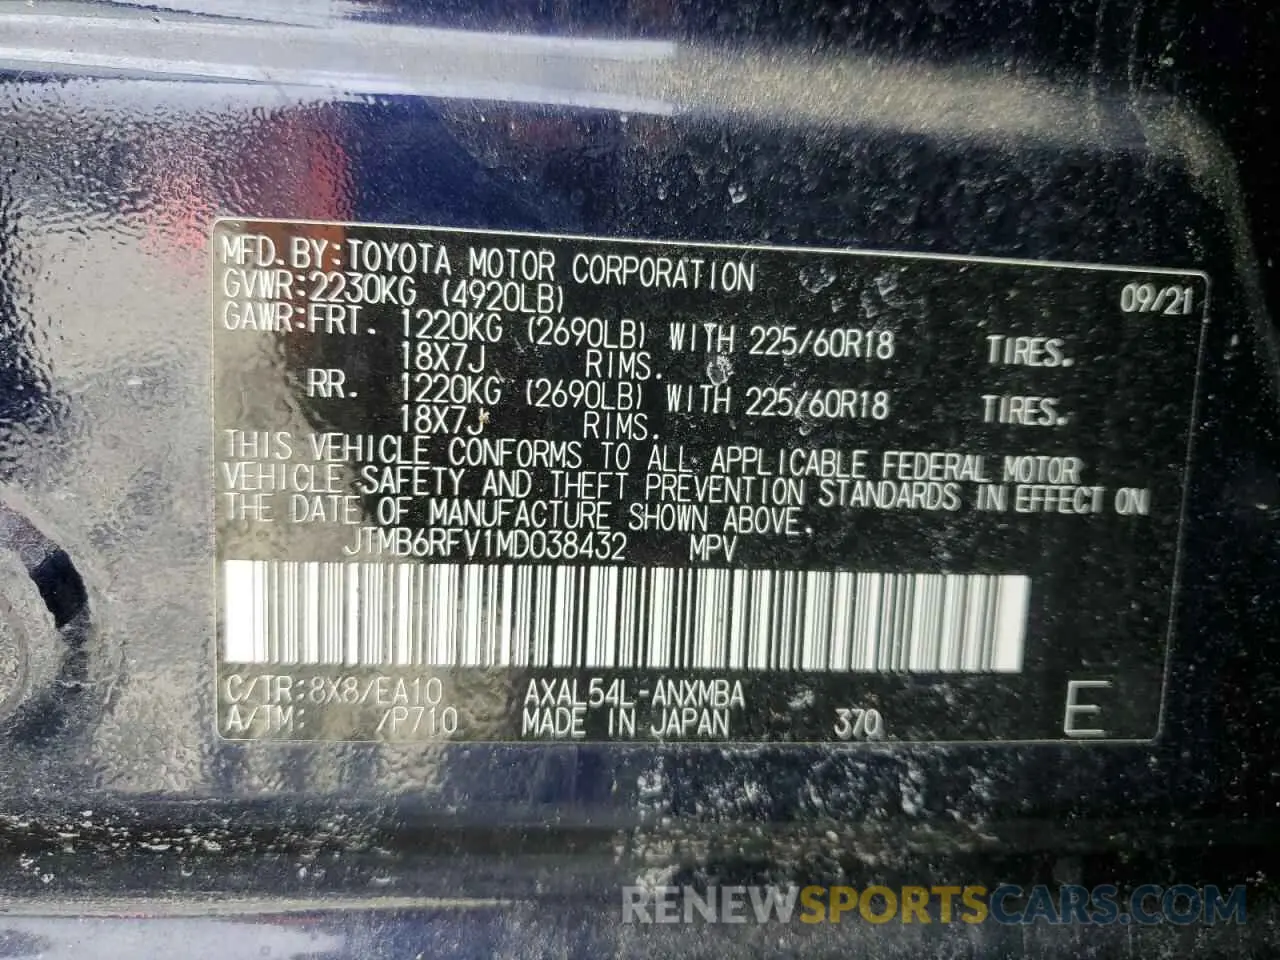 MFD. BY:TOYOTA MOTOR CORPORATION
GVWR:2230KG (4920LB) 09/21
GAWR:FRT. 1220KG (2690LB) WITH 225/60R18 TIRES.
18X7J RIMS.
RR. 1220KG (2690LB) WITH 225/60R18 TIRES.
18X7J RIMS.
THIS VEHICLE CONFORMS TO ALL APPLICABLE FEDERAL MOTOR
VEHICLE SAFETY AND THEFT PREVENTION STANDARDS IN EFFECT ON
THE DATE OF MANUFACTURE SHOWN ABOVE.
JTMB6RFV1MD038432 MPV
C/TR:8X8/EA10 AXAL54L-ANXMBA
A/TM: /P710 MADE IN JAPAN 370 E
RENEWSPORTSCARS.COM